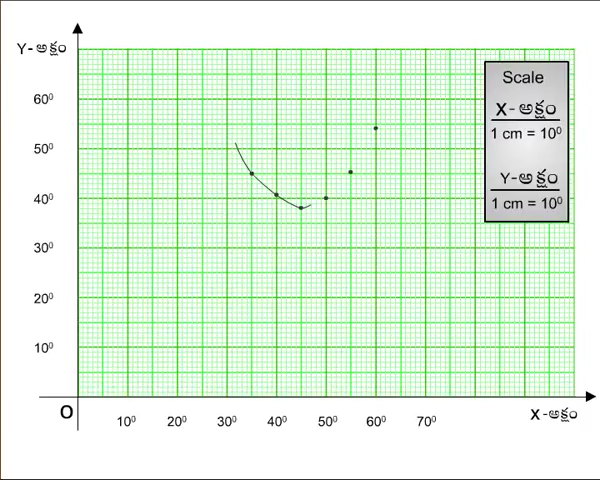 Y- అక్షం
Scale
X - అక్షం
1 cm = 10⁰
Y- అక్షం
1 cm = 10⁰
60⁰
50⁰
40⁰
30⁰
20⁰
10⁰
O
10⁰ 20⁰ 30⁰ 40⁰ 50⁰ 60⁰ 70⁰
X - అక్షం